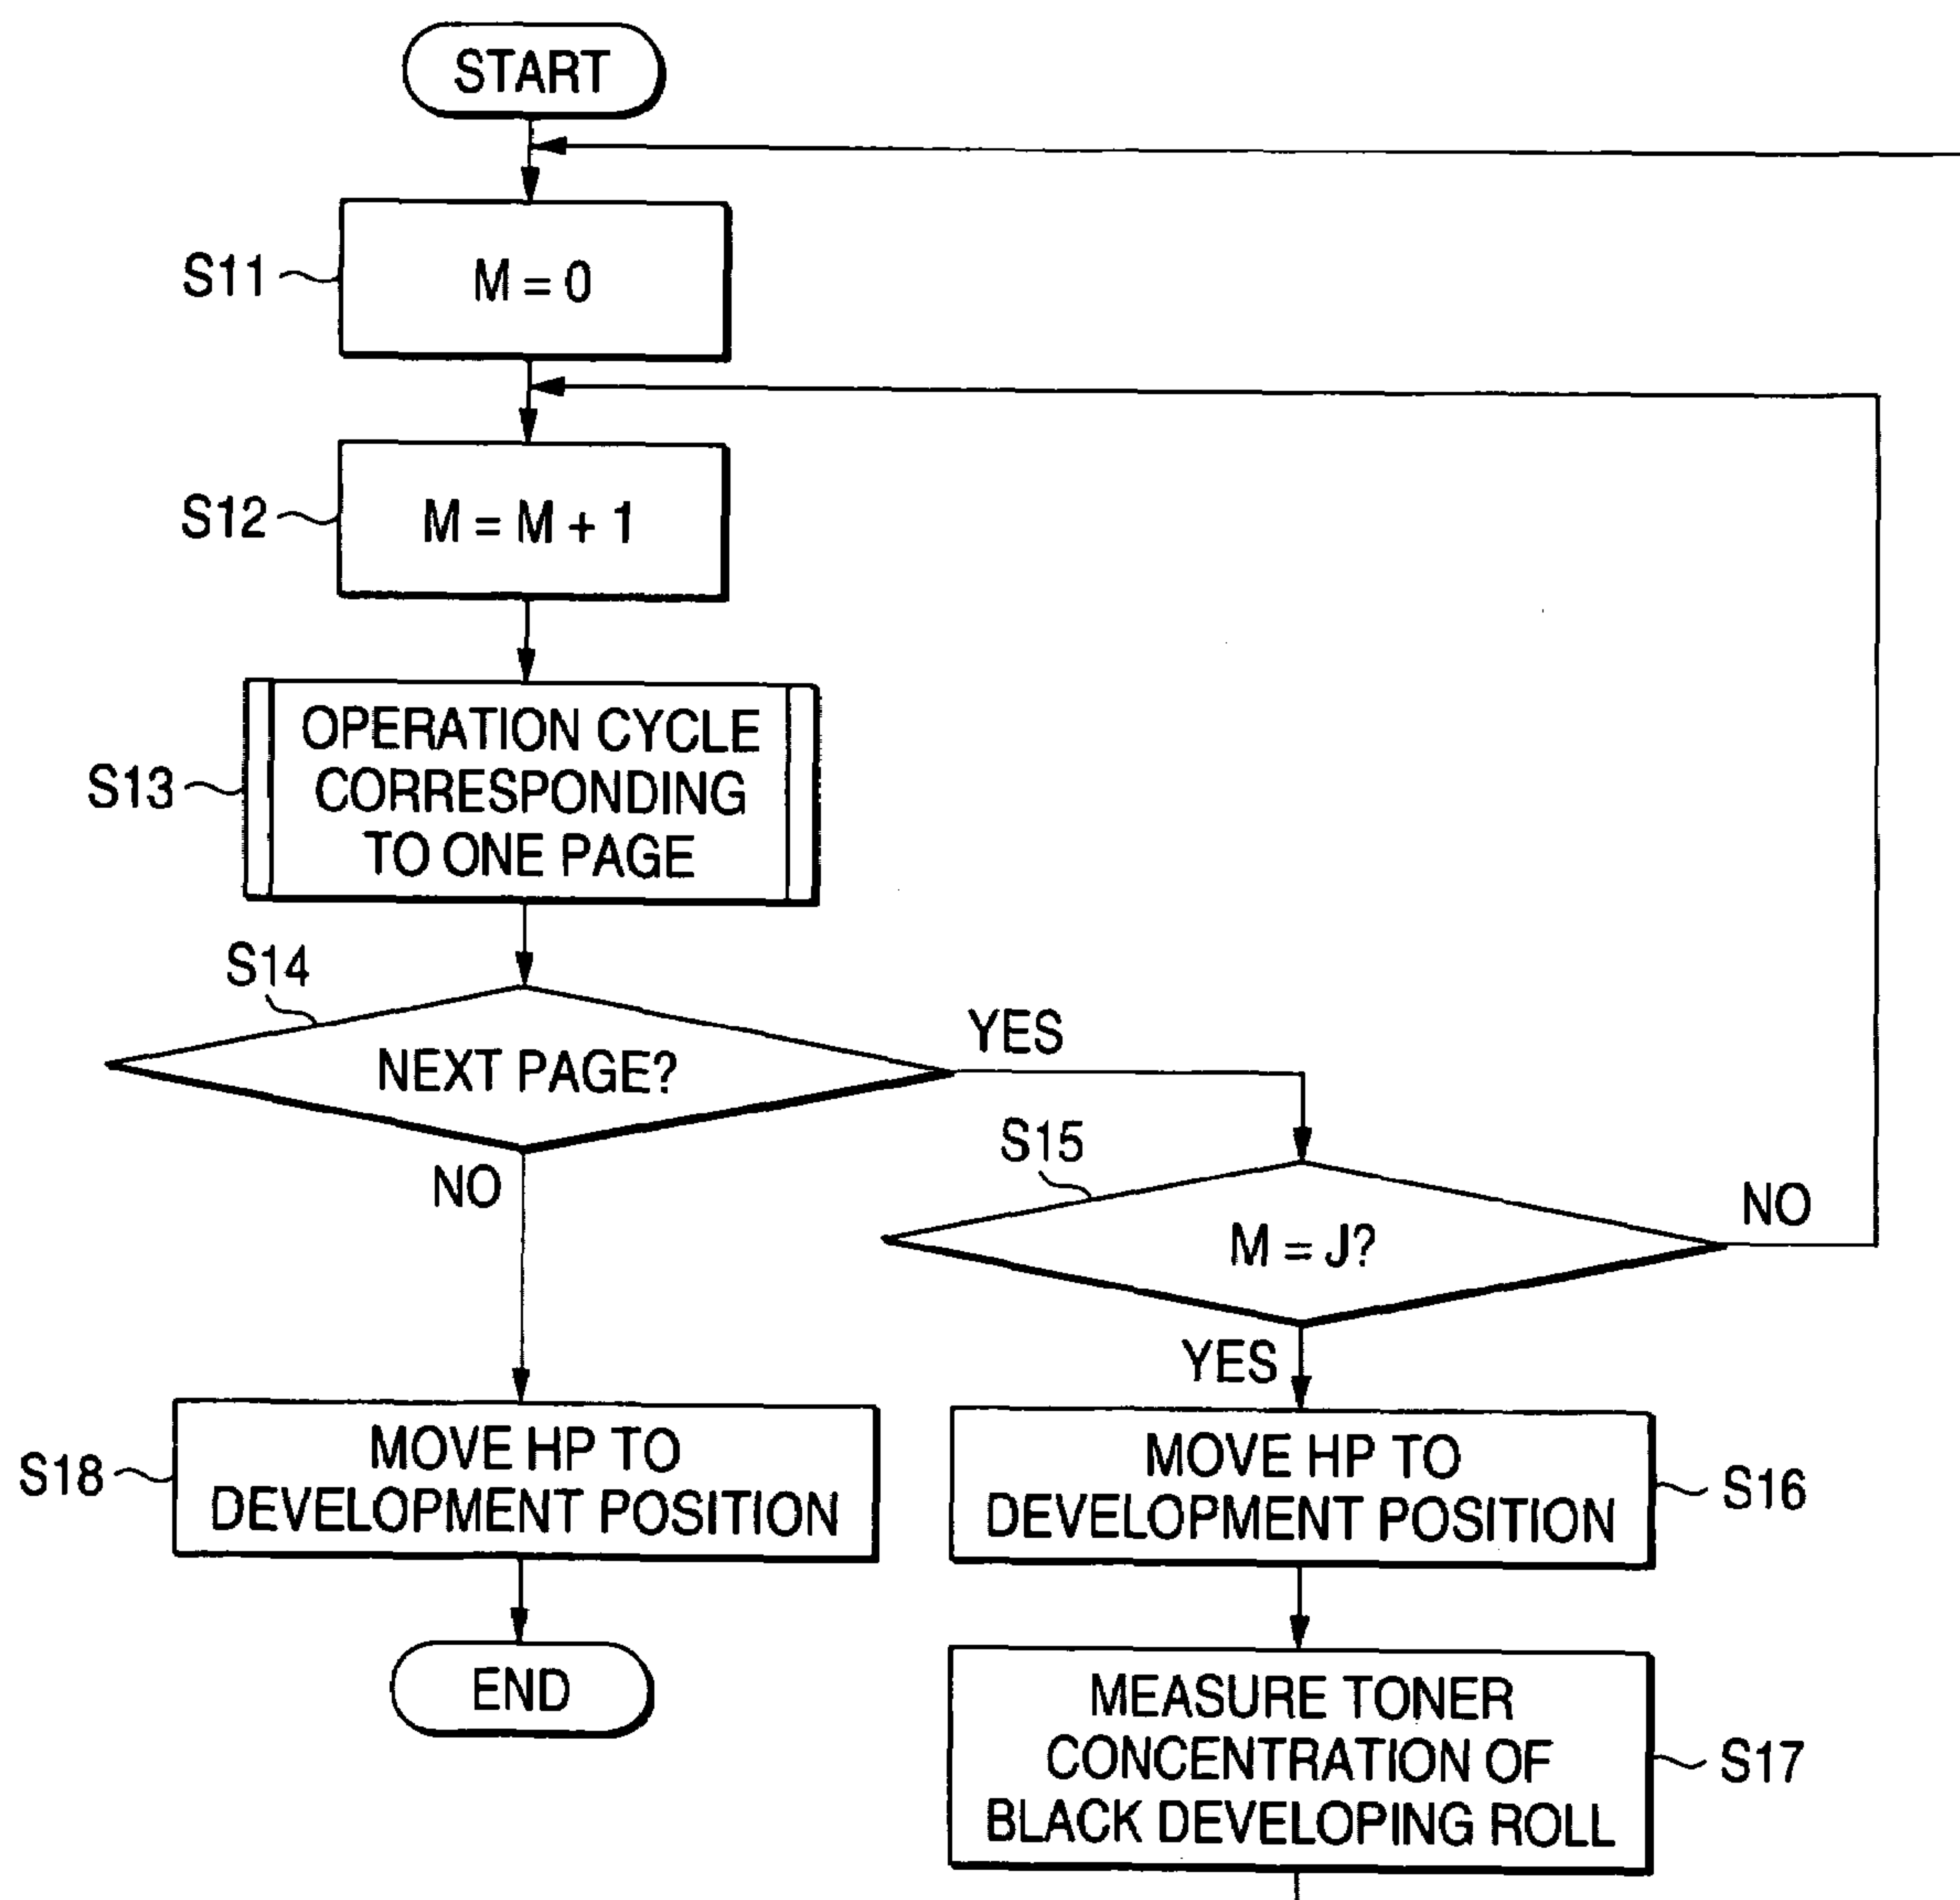 START
S11
M = 0
S12
M = M + 1
S13
OPERATION CYCLE
CORRESPONDING
TO ONE PAGE
S14
NEXT PAGE?
YES
NO
S15
M = J?
NO
YES
S18
MOVE HP TO
DEVELOPMENT POSITION
END
MOVE HP TO
DEVELOPMENT POSITION
S16
MEASURE TONER
CONCENTRATION OF
BLACK DEVELOPING ROLL
S17